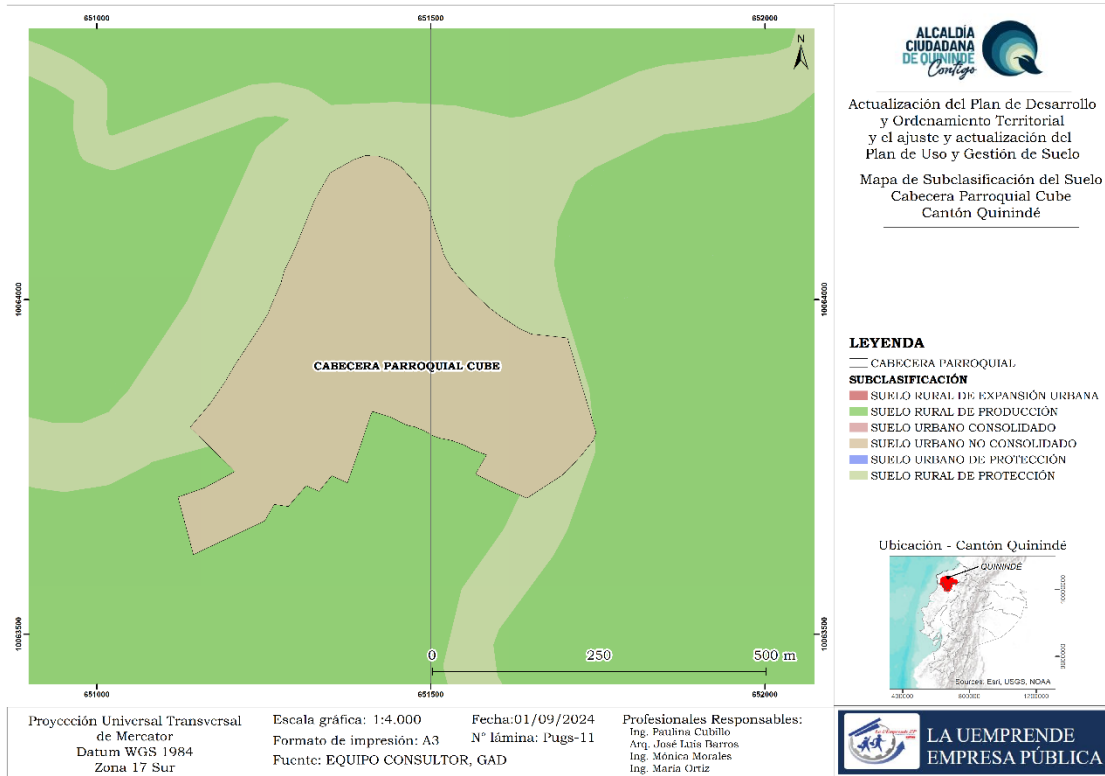 651000
651500
652000
N
10064000
10064000
CABECERA PARROQUIAL CUBE
10063500
10063500
0
250
500 m
651000
651500
652000
ALCALDÍA
CIUDADANA
DE QUININDÉ
Contigo
Actualización del Plan de Desarrollo
y Ordenamiento Territorial
y el ajuste y actualización del
Plan de Uso y Gestión de Suelo
Mapa de Subclasificación del Suelo
Cabecera Parroquial Cube
Cantón Quinindé
LEYENDA
CABECERA PARROQUIAL
SUBCLASIFICACIÓN
SUELO RURAL DE EXPANSIÓN URBANA
SUELO RURAL DE PRODUCCIÓN
SUELO URBANO CONSOLIDADO
SUELO URBANO NO CONSOLIDADO
SUELO URBANO DE PROTECCIÓN
SUELO RURAL DE PROTECCIÓN
Ubicación - Cantón Quinindé
QUININDÉ
Sources: Esri, USGS, NOAA
400000
800000
1200000
Proyección Universal Transversal
de Mercator
Datum WGS 1984
Zona 17 Sur
Escala gráfica: 1:4.000
Formato de impresión: A3
Fuente: EQUIPO CONSULTOR, GAD
Fecha:01/09/2024
N° lámina: Pugs-11
Profesionales Responsables:
Ing. Paulina Cubillo
Arq. José Luis Barros
Ing. Mónica Morales
Ing. María Ortiz
LA UEMPRENDE
EMPRESA PÚBLICA